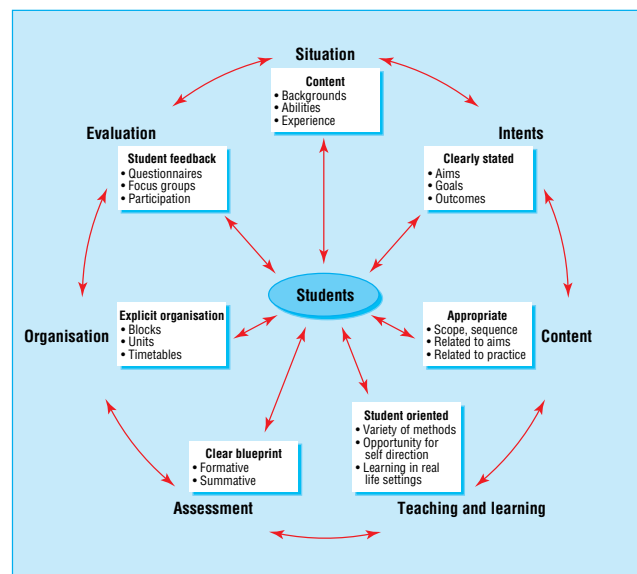 Situation
Content
• Backgrounds
• Abilities
• Experience
Evaluation
Student feedback
• Questionnaires
• Focus groups
• Participation
Intents
Clearly stated
• Aims
• Goals
• Outcomes
Students
Organisation
Explicit organisation
• Blocks
• Units
• Timetables
Appropriate
• Scope, sequence
• Related to aims
• Related to practice
Content
Clear blueprint
• Formative
• Summative
Assessment
Student oriented
• Variety of methods
• Opportunity for
self direction
• Learning in real
life settings
Teaching and learning